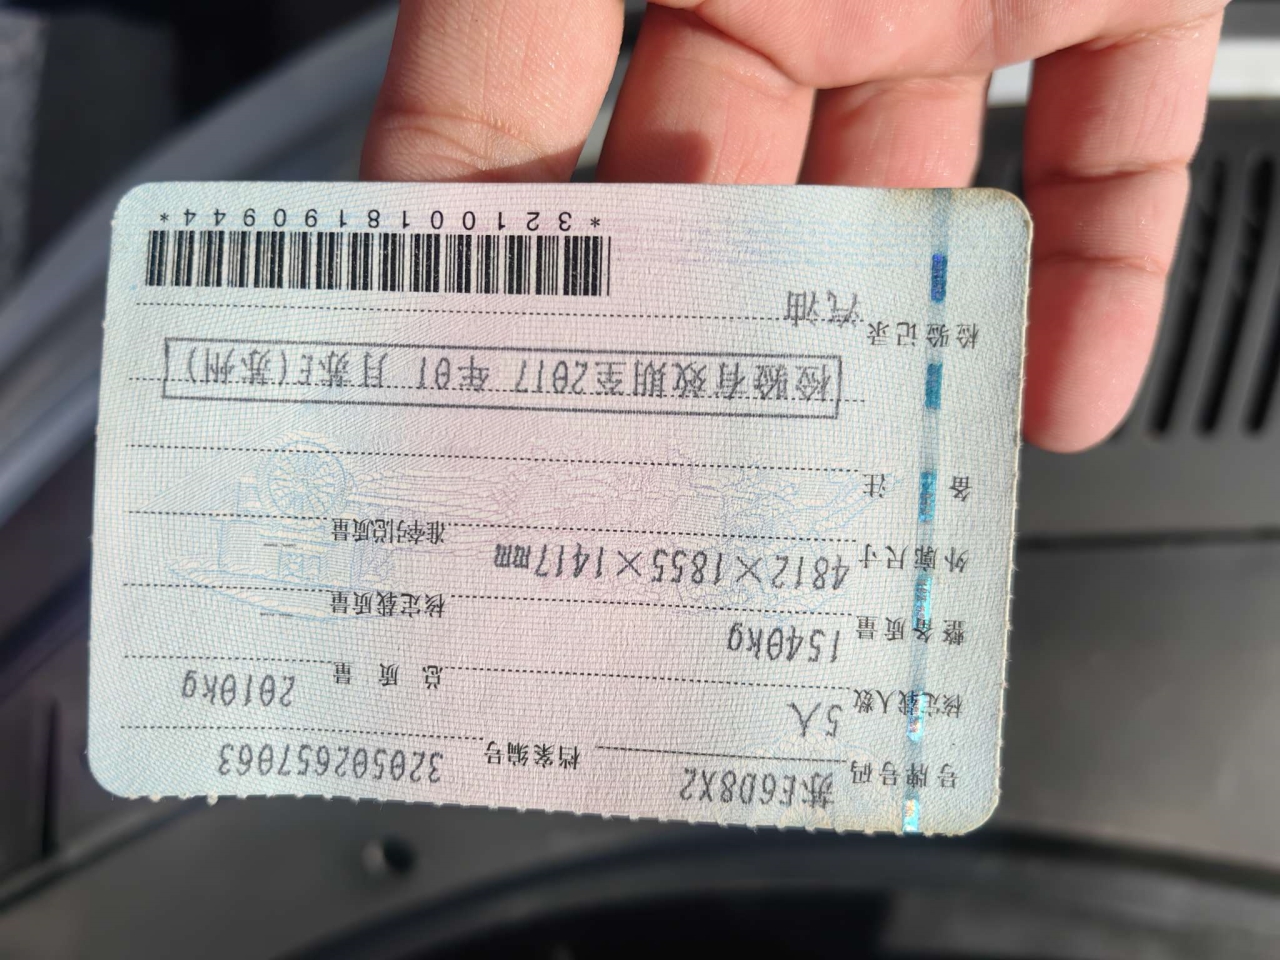 号牌号码 苏E6D8X2 档案编号 320502657063
核定载人数 5人 总质量 2010kg
整备质量 1540kg 核定载质量 --
外廓尺寸 4812×1855×1417mm 准牵引总质量 --
备注
检验有效期至2017年01月苏E(苏州)
检验记录 汽油
*3210018190944*